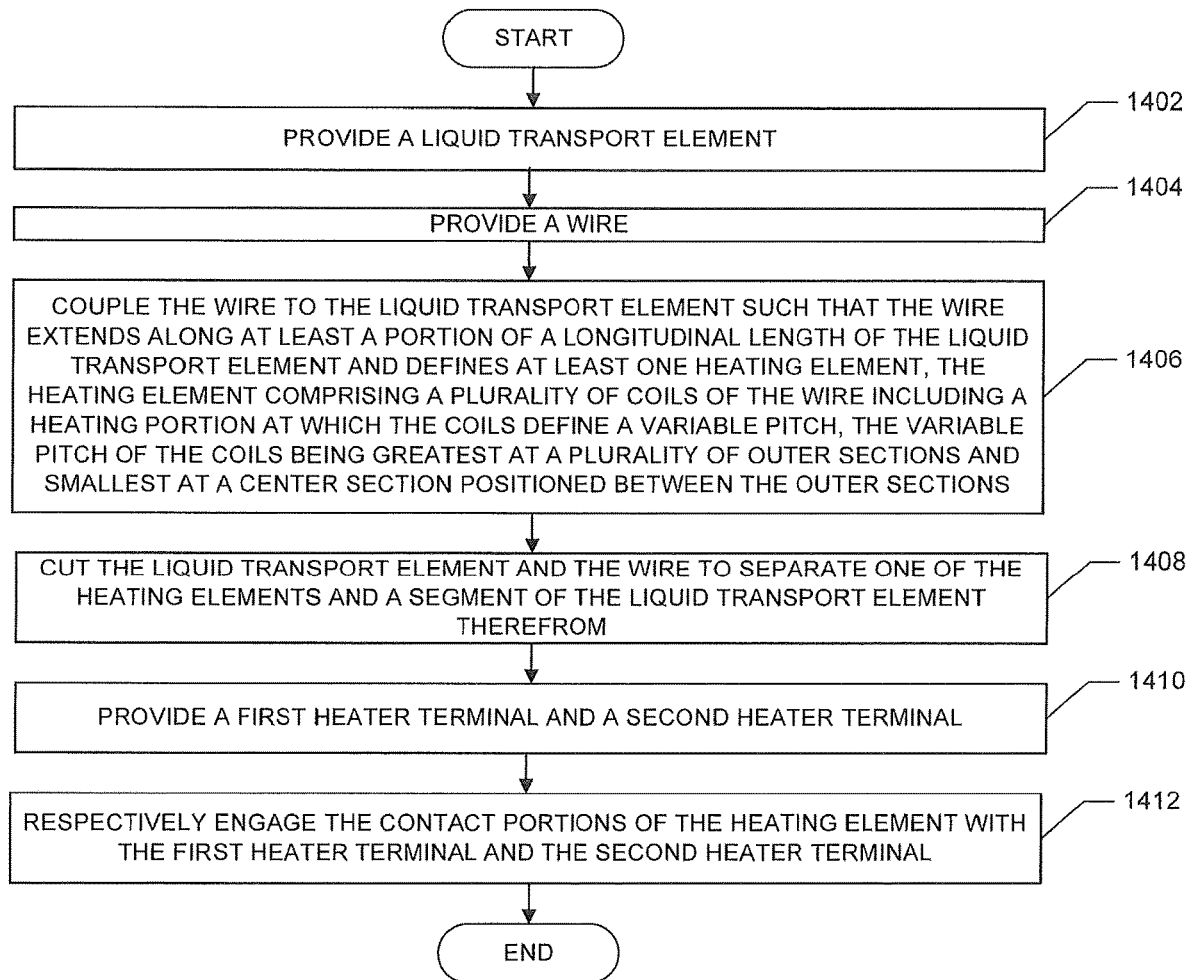 START
1402
PROVIDE A LIQUID TRANSPORT ELEMENT
1404
PROVIDE A WIRE
COUPLE THE WIRE TO THE LIQUID TRANSPORT ELEMENT SUCH THAT THE WIRE
EXTENDS ALONG AT LEAST A PORTION OF A LONGITUDINAL LENGTH OF THE LIQUID
TRANSPORT ELEMENT AND DEFINES AT LEAST ONE HEATING ELEMENT, THE
HEATING ELEMENT COMPRISING A PLURALITY OF COILS OF THE WIRE INCLUDING A
HEATING PORTION AT WHICH THE COILS DEFINE A VARIABLE PITCH, THE VARIABLE
PITCH OF THE COILS BEING GREATEST AT A PLURALITY OF OUTER SECTIONS AND
SMALLEST AT A CENTER SECTION POSITIONED BETWEEN THE OUTER SECTIONS
1406
CUT THE LIQUID TRANSPORT ELEMENT AND THE WIRE TO SEPARATE ONE OF THE
HEATING ELEMENTS AND A SEGMENT OF THE LIQUID TRANSPORT ELEMENT
THEREFROM
1408
PROVIDE A FIRST HEATER TERMINAL AND A SECOND HEATER TERMINAL
1410
RESPECTIVELY ENGAGE THE CONTACT PORTIONS OF THE HEATING ELEMENT WITH
THE FIRST HEATER TERMINAL AND THE SECOND HEATER TERMINAL
1412
END